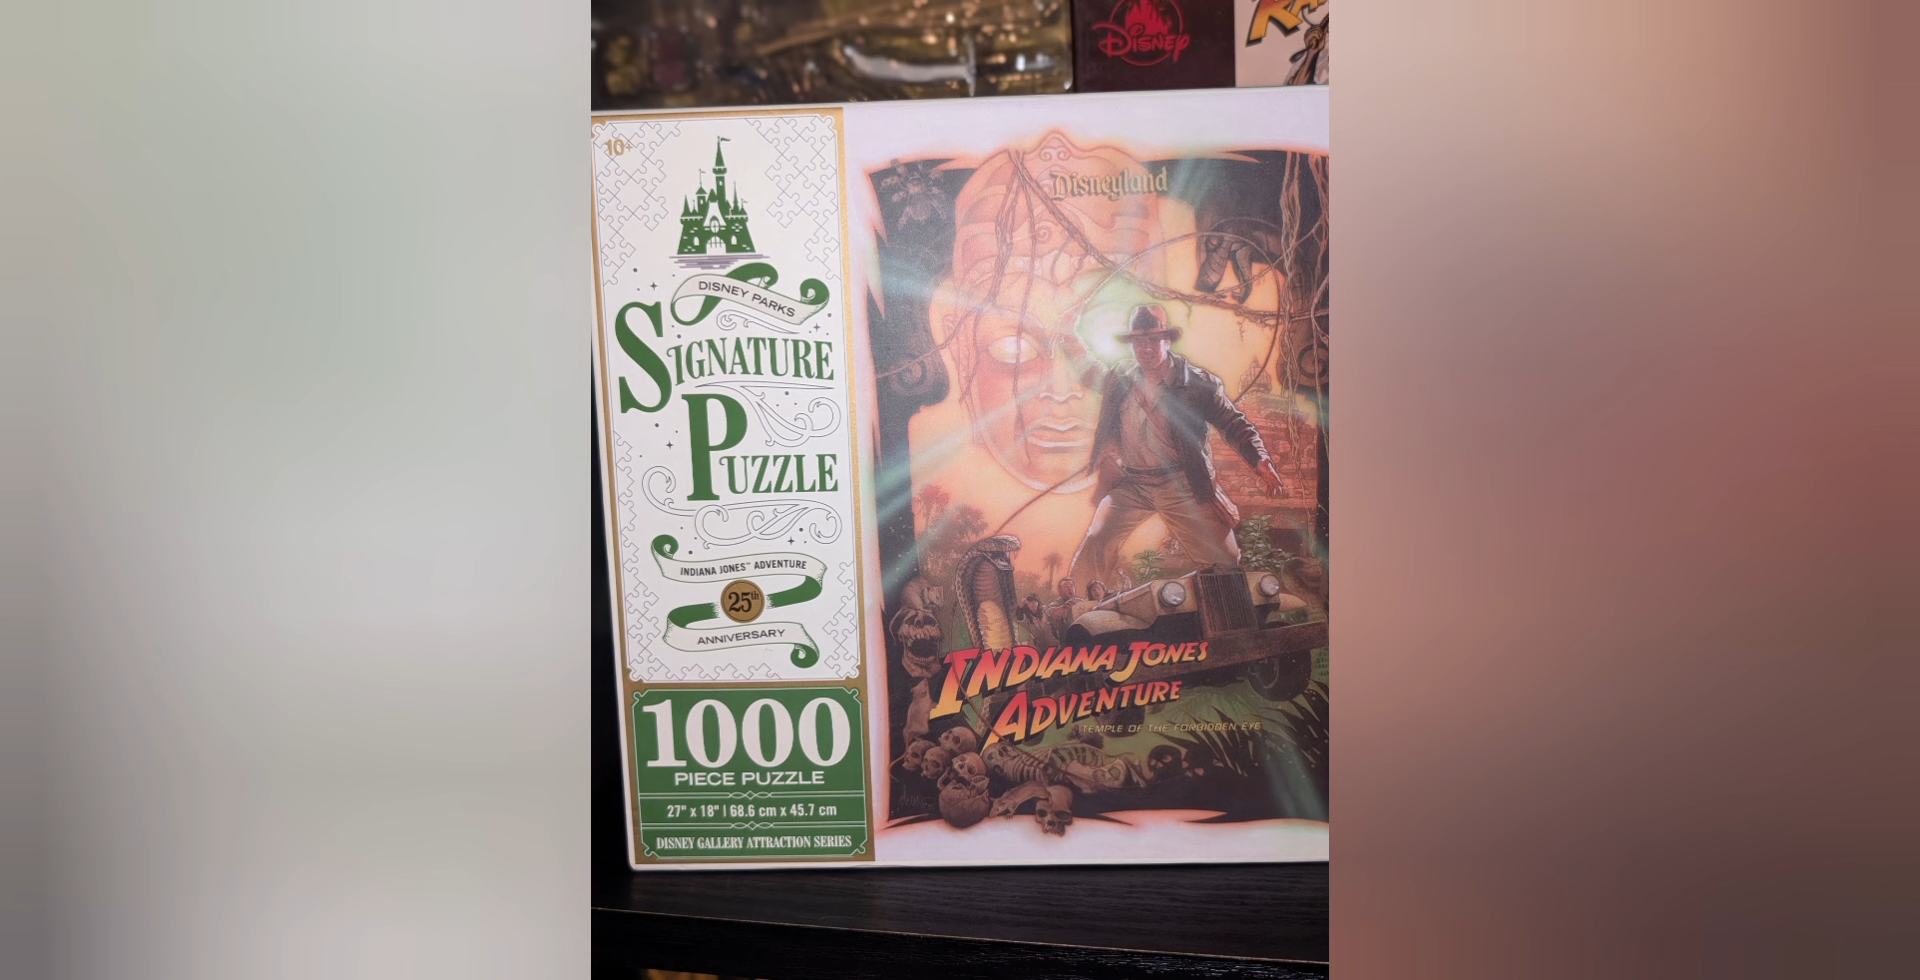 Disney
10+
DISNEY PARKS
SIGNATURE
PUZZLE
INDIANA JONES™ ADVENTURE
25th
ANNIVERSARY
1000
PIECE PUZZLE
27" x 18" | 68.6 cm x 45.7 cm
DISNEY GALLERY ATTRACTION SERIES
Disneyland
INDIANA JONES
ADVENTURE
TEMPLE OF THE FORBIDDEN EYE